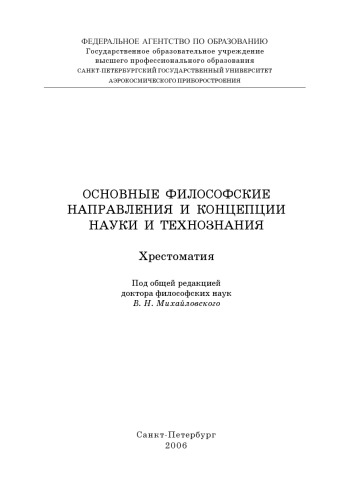 ФЕДЕРАЛЬНОЕ АГЕНТСТВО ПО ОБРАЗОВАНИЮ
Государственное образовательное учреждение
высшего профессионального образования
САНКТ-ПЕТЕРБУРГСКИЙ ГОСУДАРСТВЕННЫЙ УНИВЕРСИТЕТ
АЭРОКОСМИЧЕСКОГО ПРИБОРОСТРОЕНИЯ
ОСНОВНЫЕ ФИЛОСОФСКИЕ
НАПРАВЛЕНИЯ И КОНЦЕПЦИИ
НАУКИ И ТЕХНОЗНАНИЯ
Хрестоматия
Под общей редакцией
доктора философских наук
В. Н. Михайловского
Санкт-Петербург
2006